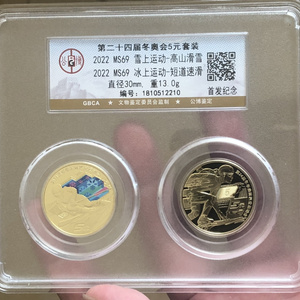 第二十四届冬奥会5元套装
2022 MS69 雪上运动-高山滑雪
2022 MS69 冰上运动-短道速滑
直径30mm, 重13.0g
编号: 1810512210
首发纪念
GBCA
★ 文物鉴定委员会监制 ★ 公博鉴定